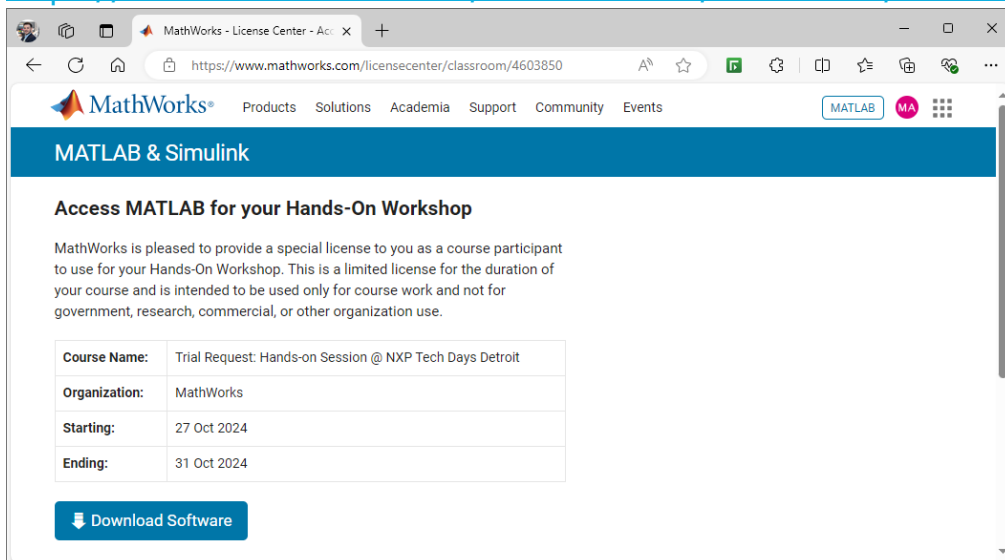 MathWorks - License Center - Acc
https://www.mathworks.com/licensecenter/classroom/4603850
MathWorks® Products Solutions Academia Support Community Events MATLAB MA
MATLAB & Simulink
Access MATLAB for your Hands-On Workshop
MathWorks is pleased to provide a special license to you as a course participant
to use for your Hands-On Workshop. This is a limited license for the duration of
your course and is intended to be used only for course work and not for
government, research, commercial, or other organization use.
Course Name: Trial Request: Hands-on Session @ NXP Tech Days Detroit
Organization: MathWorks
Starting: 27 Oct 2024
Ending: 31 Oct 2024
Download Software